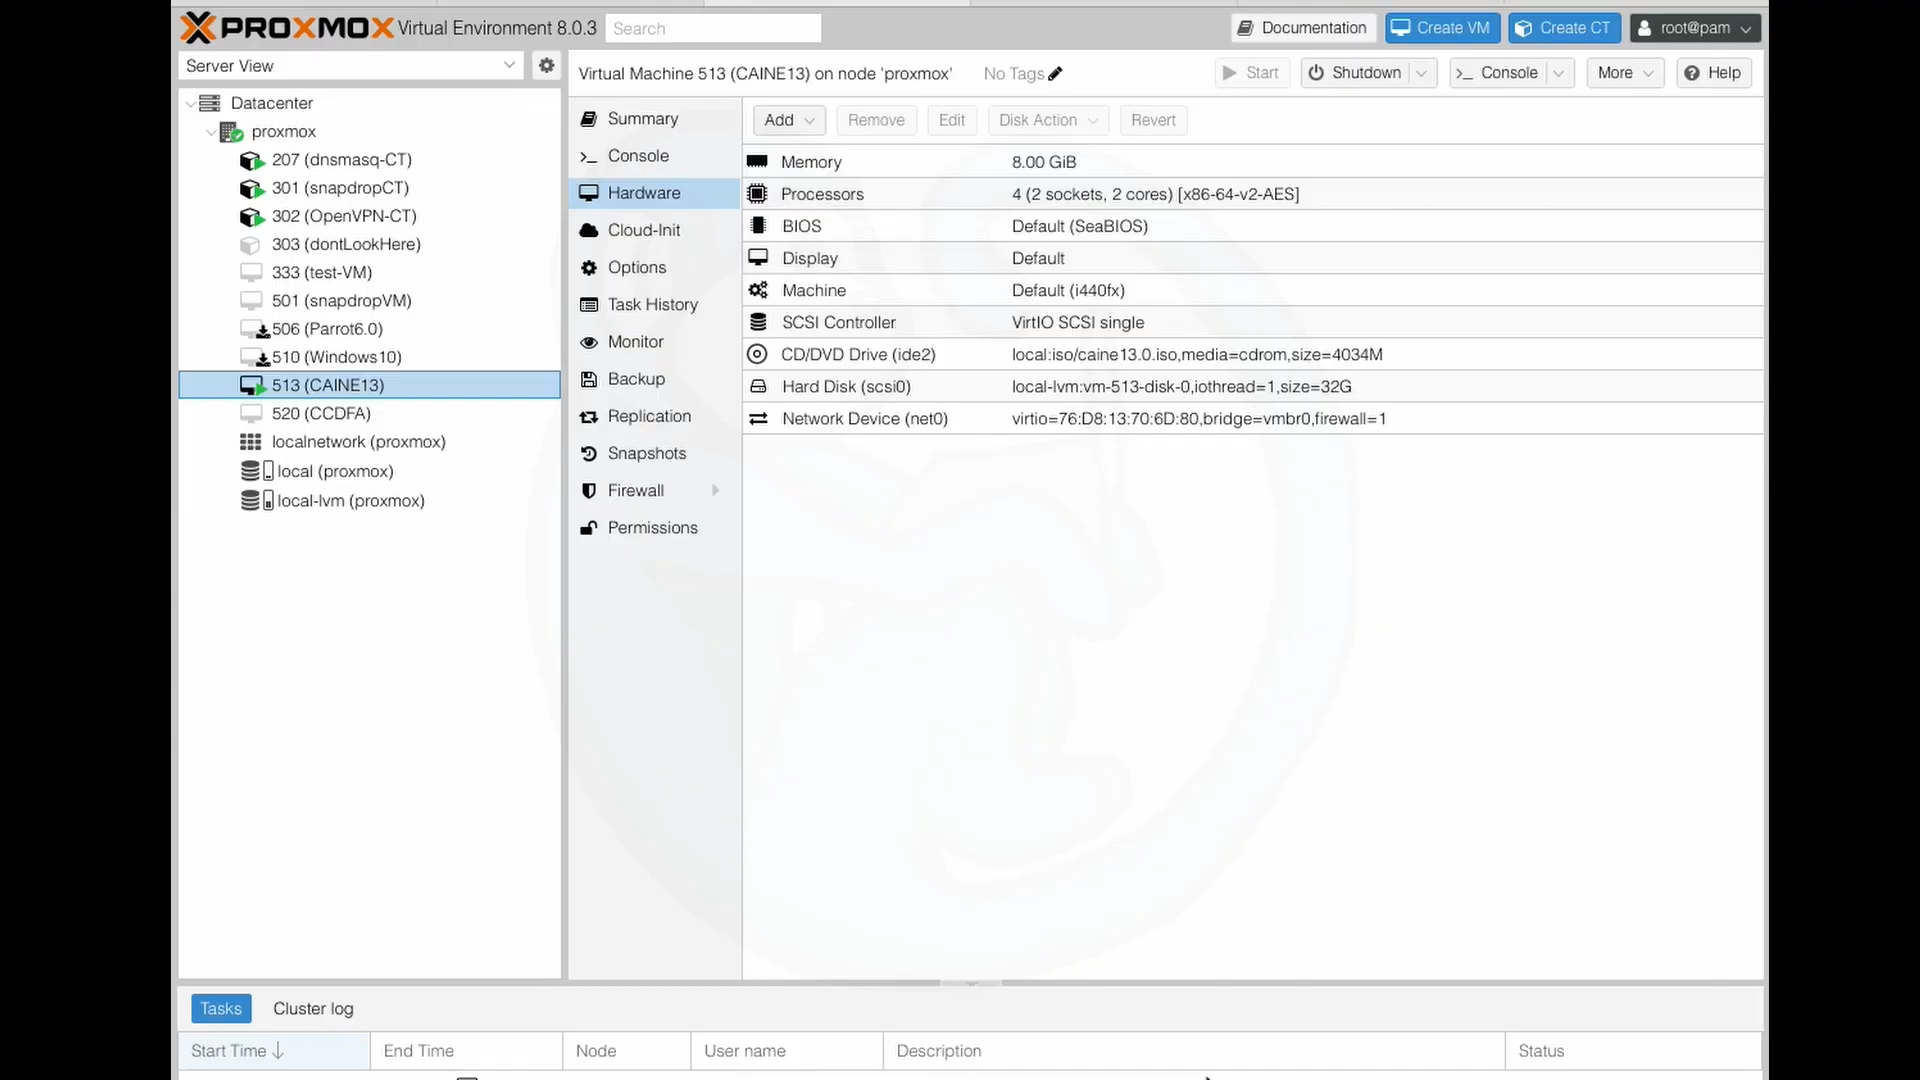 PROXMOX Virtual Environment 8.0.3 Search Documentation Create VM Create CT root@pam
Server View
Virtual Machine 513 (CAINE13) on node 'proxmox' No Tags Start Shutdown >_ Console More Help
Datacenter
proxmox
207 (dnsmasq-CT)
301 (snapdropCT)
302 (OpenVPN-CT)
303 (dontLookHere)
333 (test-VM)
501 (snapdropVM)
506 (Parrot6.0)
510 (Windows10)
513 (CAINE13)
520 (CCDFA)
localnetwork (proxmox)
local (proxmox)
local-lvm (proxmox)
Summary
>_ Console
Hardware
Cloud-Init
Options
Task History
Monitor
Backup
Replication
Snapshots
Firewall
Permissions
Add Remove Edit Disk Action Revert
Memory 8.00 GiB
Processors 4 (2 sockets, 2 cores) [x86-64-v2-AES]
BIOS Default (SeaBIOS)
Display Default
Machine Default (i440fx)
SCSI Controller VirtIO SCSI single
CD/DVD Drive (ide2) local:iso/caine13.0.iso,media=cdrom,size=4034M
Hard Disk (scsi0) local-lvm:vm-513-disk-0,iothread=1,size=32G
Network Device (net0) virtio=76:D8:13:70:6D:80,bridge=vmbr0,firewall=1
Tasks Cluster log
Start Time End Time Node User name Description Status